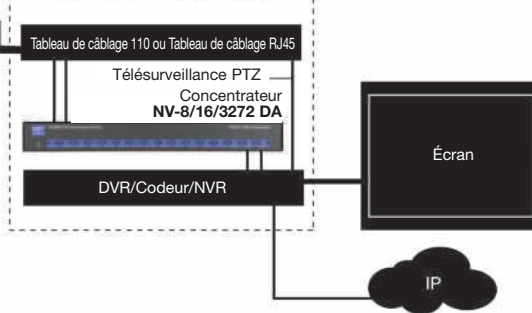 Tableau de câblage 110 ou Tableau de câblage RJ45
Télésurveillance PTZ
Concentrateur
NV-8/16/3272 DA
DVR/Codeur/NVR
Écran
IP